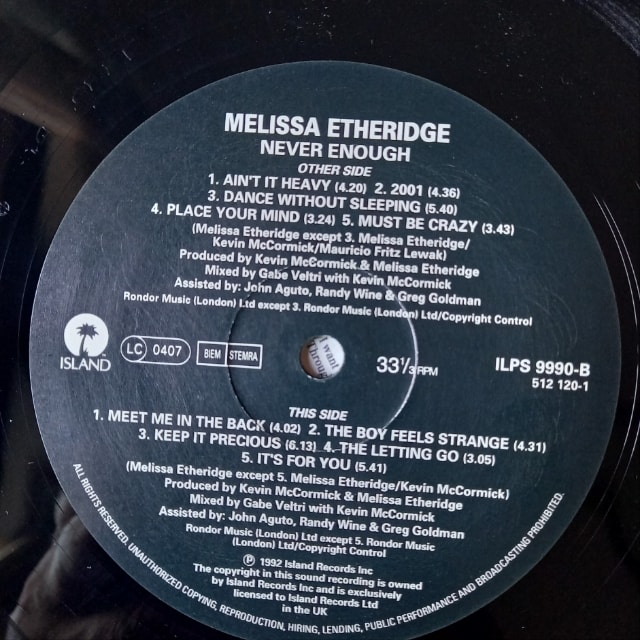 MELISSA ETHERIDGE
NEVER ENOUGH
OTHER SIDE
1. AIN'T IT HEAVY (4.20) 2. 2001 (4.36)
3. DANCE WITHOUT SLEEPING (5.40)
4. PLACE YOUR MIND (3.24) 5. MUST BE CRAZY (3.43)
(Melissa Etheridge except 3. Melissa Etheridge/
Kevin McCormick/Mauricio Fritz Lewak)
Produced by Kevin McCormick & Melissa Etheridge
Mixed by Gabe Veltri with Kevin McCormick
Assisted by: John Aguto, Randy Wine & Greg Goldman
Rondor Music (London) Ltd except 3. Rondor Music (London) Ltd/Copyright Control
ISLAND
LC 0407
BIEM STEMRA
I want
Through
33 1/3 RPM
ILPS 9990-B
512 120-1
THIS SIDE
1. MEET ME IN THE BACK (4.02) 2. THE BOY FEELS STRANGE (4.31)
3. KEEP IT PRECIOUS (6.13) 4. THE LETTING GO (3.05)
5. IT'S FOR YOU (5.41)
(Melissa Etheridge except 5. Melissa Etheridge/Kevin McCormick)
Produced by Kevin McCormick & Melissa Etheridge
Mixed by Gabe Veltri with Kevin McCormick
Assisted by: John Aguto, Randy Wine & Greg Goldman
Rondor Music (London) Ltd except 5. Rondor Music
(London) Ltd/Copyright Control
Ⓟ 1992 Island Records Inc
The copyright in this sound recording is owned
by Island Records Inc and is exclusively
licensed to Island Records Ltd
in the UK
ALL RIGHTS RESERVED. UNAUTHORIZED COPYING, REPRODUCTION, HIRING, LENDING, PUBLIC PERFORMANCE AND BROADCASTING PROHIBITED.